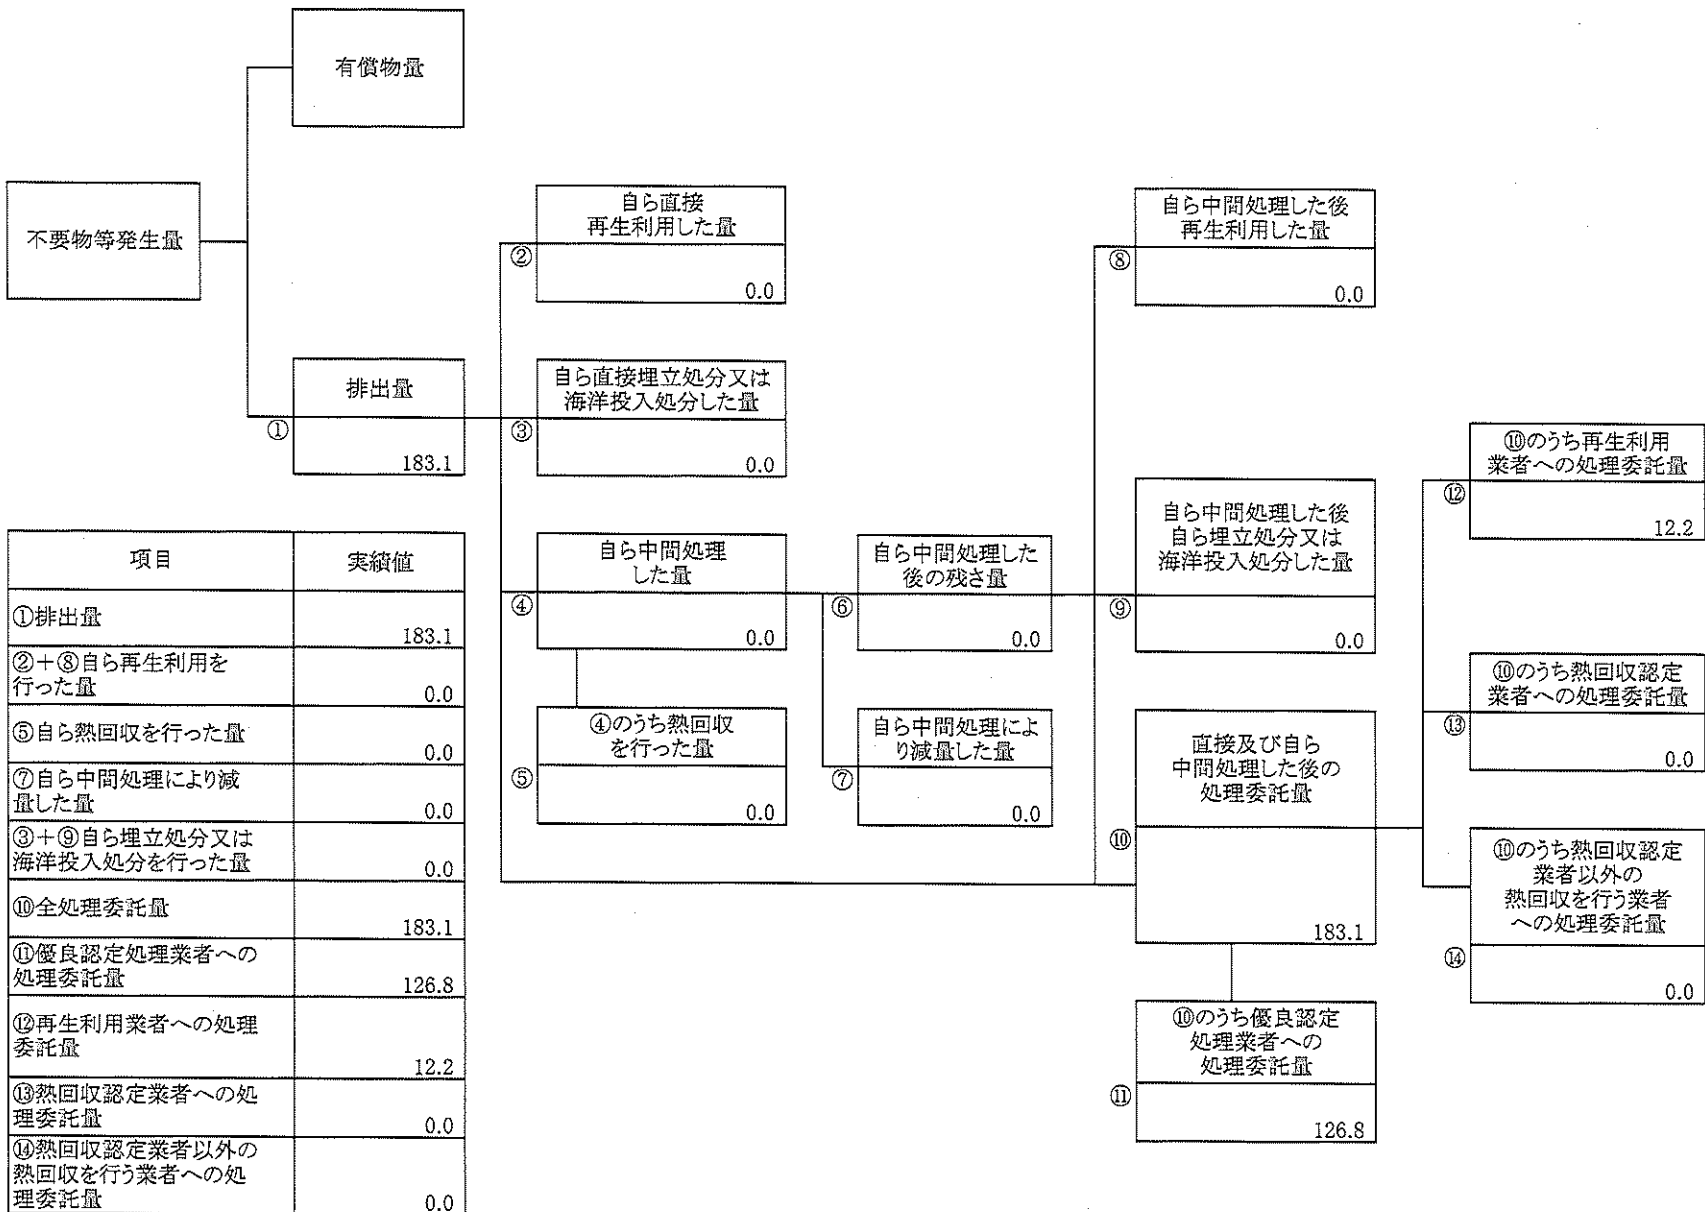 有償物量
不要物等発生量
排出量
①
183.1
自ら直接
再生利用した量
②
0.0
自ら直接埋立処分又は
海洋投入処分した量
③
0.0
自ら中間処理
した量
④
0.0
④のうち熱回収
を行った量
⑤
0.0
自ら中間処理した
後の残さ量
⑥
0.0
自ら中間処理によ
り減量した量
⑦
0.0
自ら中間処理した後
再生利用した量
⑧
0.0
自ら中間処理した後
自ら埋立処分又は
海洋投入処分した量
⑨
0.0
直接及び自ら
中間処理した後の
処理委託量
⑩
183.1
⑩のうち優良認定
処理業者への
処理委託量
⑪
126.8
⑩のうち再生利用
業者への処理委託量
⑫
12.2
⑩のうち熱回収認定
業者への処理委託量
⑬
0.0
⑩のうち熱回収認定
業者以外の
熱回収を行う業者
への処理委託量
⑭
0.0
項目 実績値
①排出量
183.1
②+⑧自ら再生利用を
行った量
0.0
⑤自ら熱回収を行った量
0.0
⑦自ら中間処理により減
量した量
0.0
③+⑨自ら埋立処分又は
海洋投入処分を行った量
0.0
⑩全処理委託量
183.1
⑪優良認定処理業者への
処理委託量
126.8
⑫再生利用業者への処理
委託量
12.2
⑬熱回収認定業者への処
理委託量
0.0
⑭熱回収認定業者以外の
熱回収を行う業者への処
理委託量
0.0